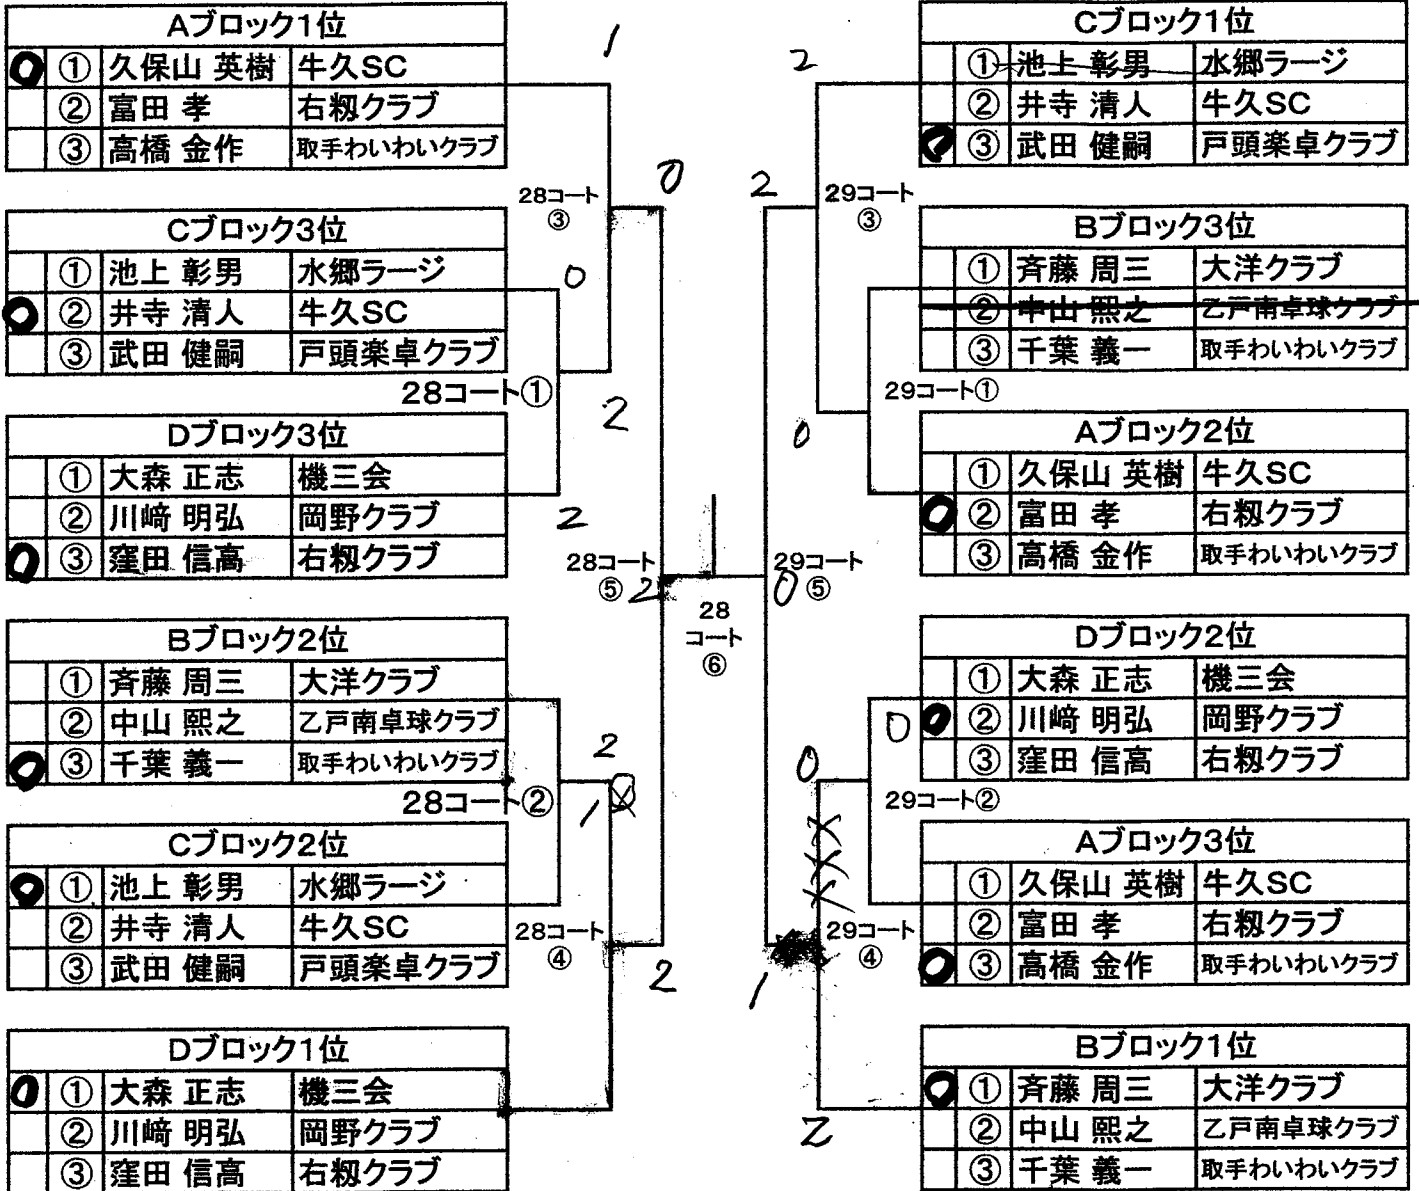 Aブロック1位
① 久保山 英樹 牛久SC
② 富田 孝 右籾クラブ
③ 高橋 金作 取手わいわいクラブ
Cブロック3位
① 池上 彰男 水郷ラージ
② 井寺 清人 牛久SC
③ 武田 健嗣 戸頭楽卓クラブ
28コート①
Dブロック3位
① 大森 正志 機三会
② 川﨑 明弘 岡野クラブ
③ 窪田 信高 右籾クラブ
Bブロック2位
① 斉藤 周三 大洋クラブ
② 中山 熙之 乙戸南卓球クラブ
③ 千葉 義一 取手わいわいクラブ
28コート②
Cブロック2位
① 池上 彰男 水郷ラージ
② 井寺 清人 牛久SC
③ 武田 健嗣 戸頭楽卓クラブ
Dブロック1位
① 大森 正志 機三会
② 川﨑 明弘 岡野クラブ
③ 窪田 信高 右籾クラブ
1
0
28コート
③
0
2
2
28コート
⑤ 2
2
1
28コート
④
2
28
コート
⑥
2
2
29コート
③
29コート①
0
29コート
0 ⑤
0
0
29コート②
29コート
④
1
2
Cブロック1位
① 池上 彰男 水郷ラージ
② 井寺 清人 牛久SC
③ 武田 健嗣 戸頭楽卓クラブ
Bブロック3位
① 斉藤 周三 大洋クラブ
② 中山 熙之 乙戸南卓球クラブ
③ 千葉 義一 取手わいわいクラブ
Aブロック2位
① 久保山 英樹 牛久SC
② 富田 孝 右籾クラブ
③ 高橋 金作 取手わいわいクラブ
Dブロック2位
① 大森 正志 機三会
② 川﨑 明弘 岡野クラブ
③ 窪田 信高 右籾クラブ
Aブロック3位
① 久保山 英樹 牛久SC
② 富田 孝 右籾クラブ
③ 高橋 金作 取手わいわいクラブ
Bブロック1位
① 斉藤 周三 大洋クラブ
② 中山 熙之 乙戸南卓球クラブ
③ 千葉 義一 取手わいわいクラブ